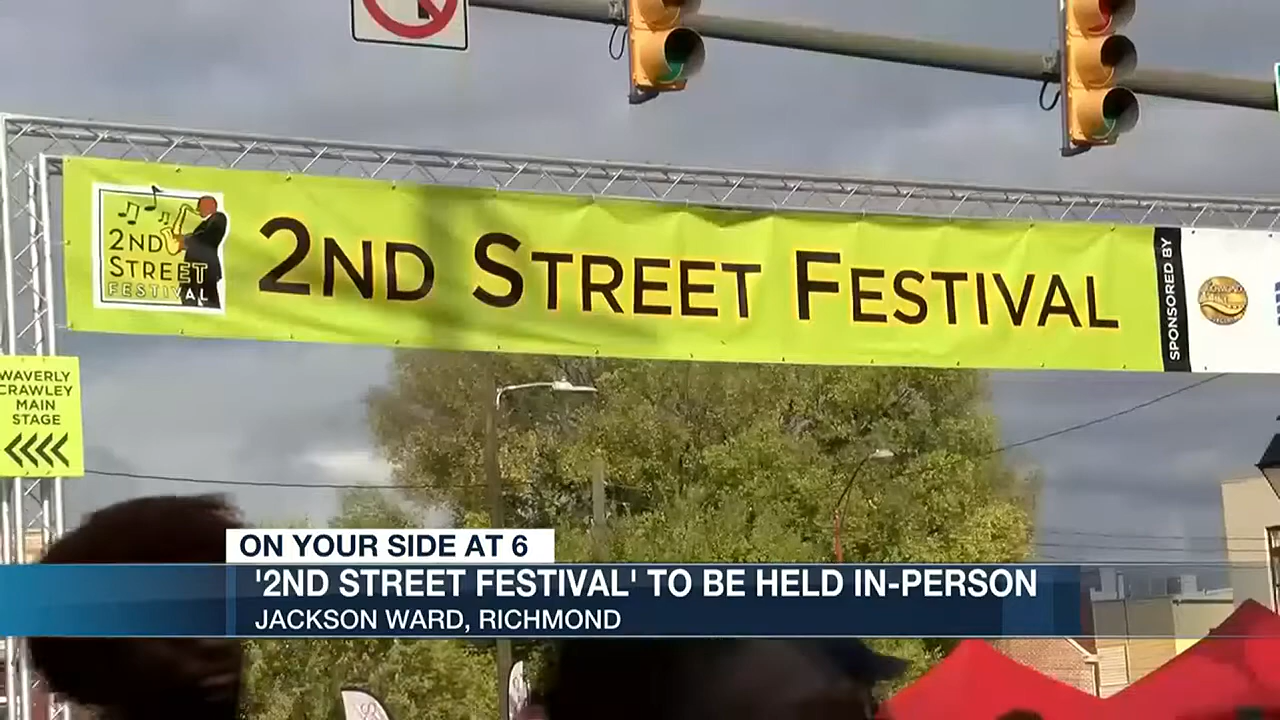 2ND
STREET
FESTIVAL
2ND STREET FESTIVAL
SPONSORED BY
WAVERLY
CRAWLEY
MAIN
STAGE
ON YOUR SIDE AT 6
'2ND STREET FESTIVAL' TO BE HELD IN-PERSON
JACKSON WARD, RICHMOND